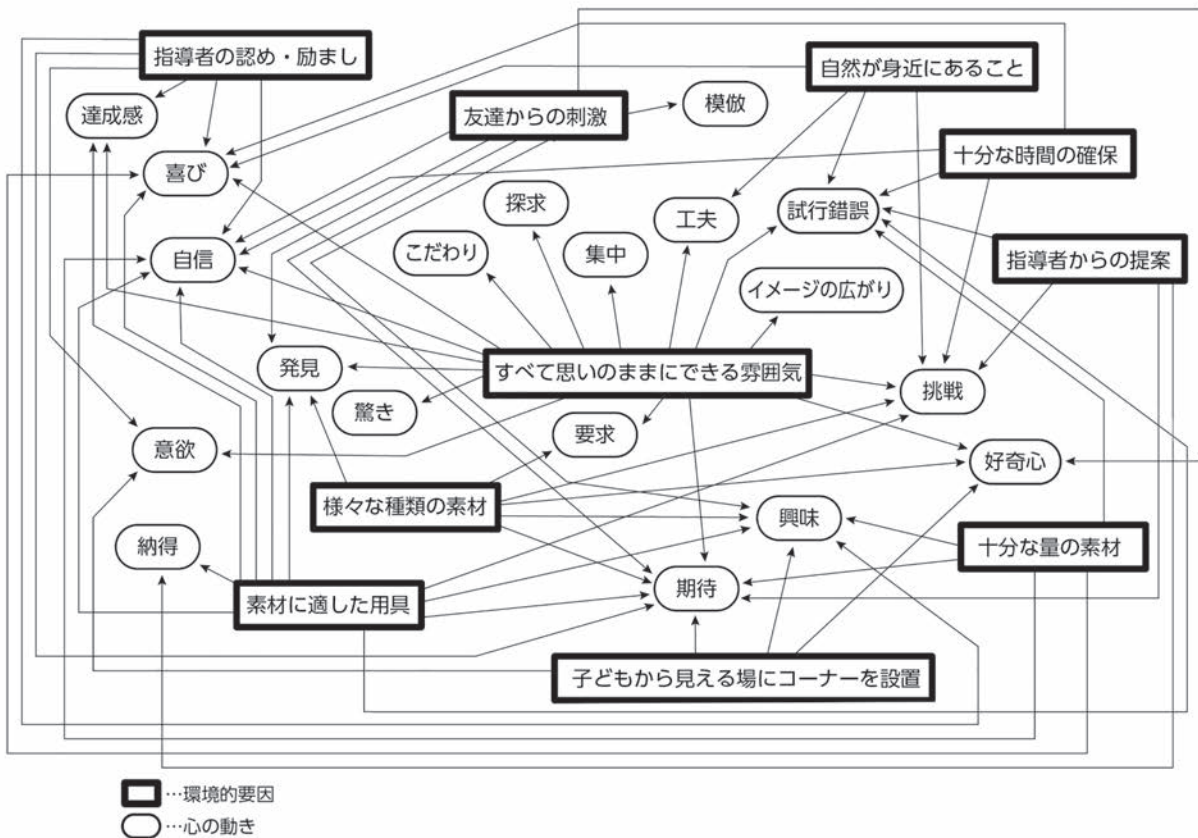 指導者の認め・励まし
自然が身近にあること
友達からの刺激
模倣
達成感
十分な時間の確保
喜び
探求
工夫
試行錯誤
こだわり
集中
自信
指導者からの提案
イメージの広がり
発見
すべて思いのままにできる雰囲気
挑戦
驚き
要求
意欲
好奇心
様々な種類の素材
興味
納得
十分な量の素材
期待
素材に適した用具
子どもから見える場にコーナーを設置
…環境的要因
…心の動き